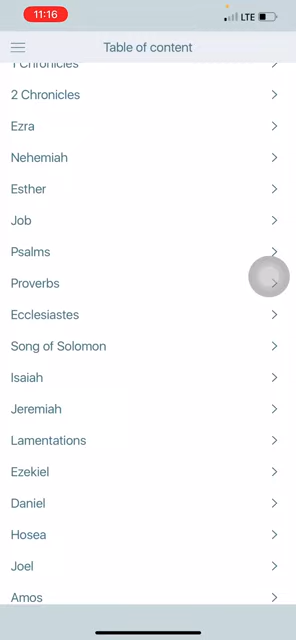 11:16
LTE
Table of content
1 Chronicles
2 Chronicles
Ezra
Nehemiah
Esther
Job
Psalms
Proverbs
Ecclesiastes
Song of Solomon
Isaiah
Jeremiah
Lamentations
Ezekiel
Daniel
Hosea
Joel
Amos